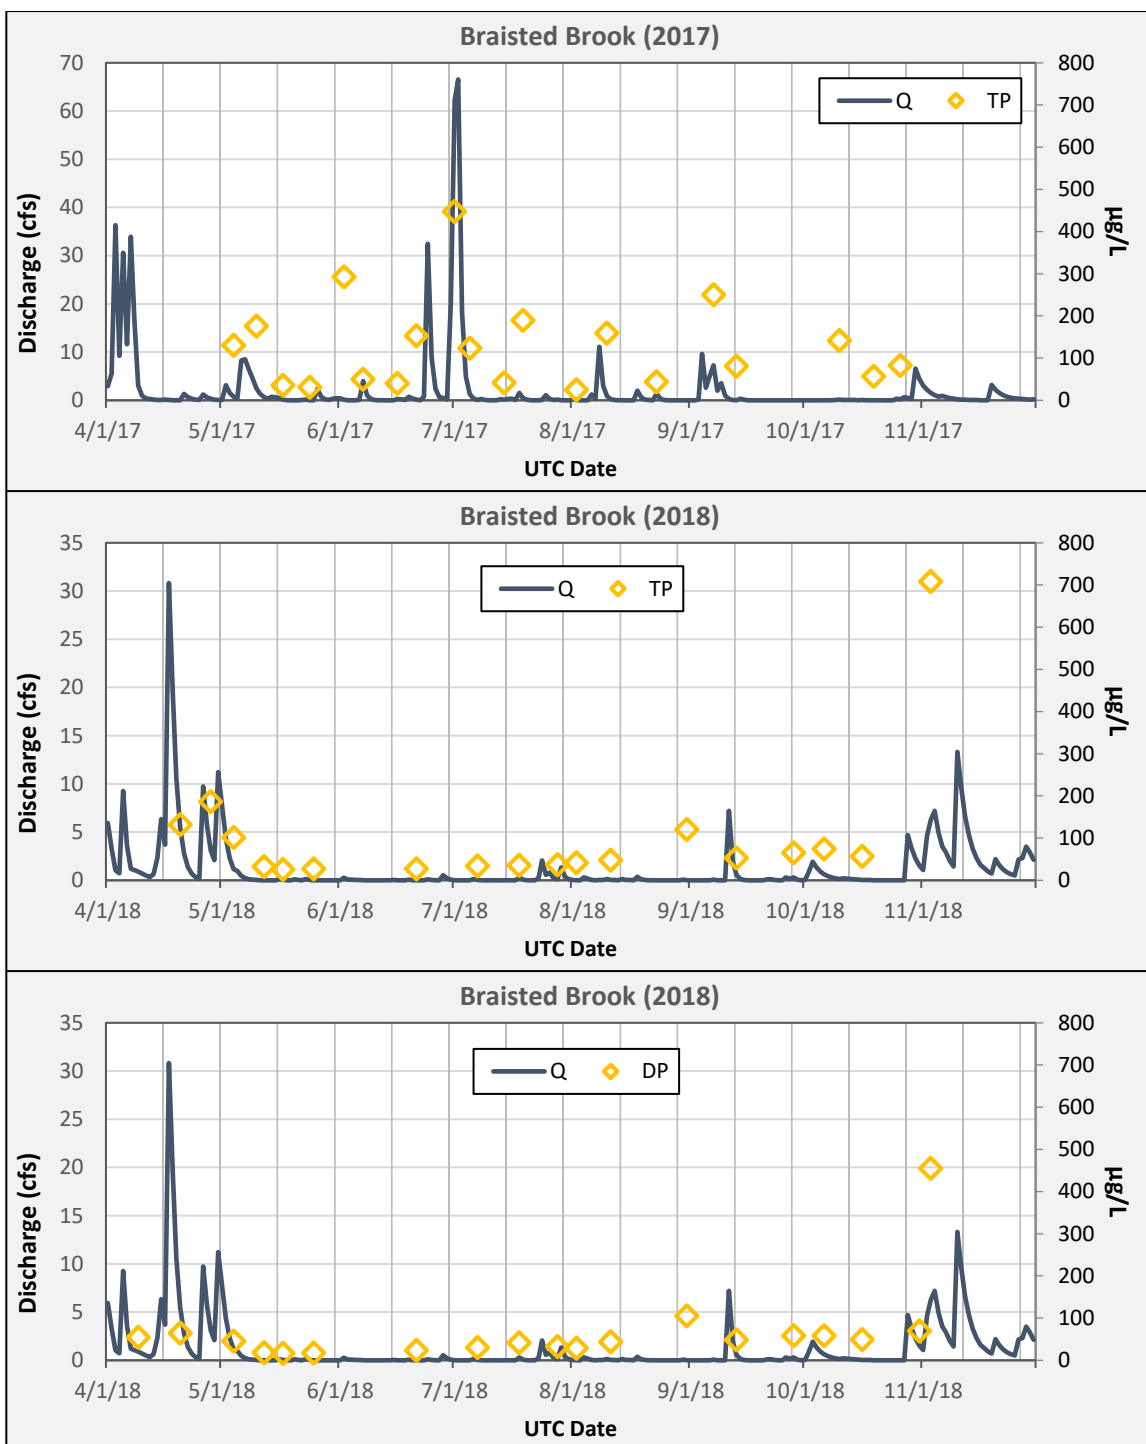 Braisted Brook (2017)
70
60
50
40
30
20
10
0
Discharge (cfs)
Q TP
800
700
600
500
400
300
200
100
0
µg/L
4/1/17 5/1/17 6/1/17 7/1/17 8/1/17 9/1/17 10/1/17 11/1/17
UTC Date
Braisted Brook (2018)
35
30
25
20
15
10
5
0
Discharge (cfs)
Q TP
800
700
600
500
400
300
200
100
0
µg/L
4/1/18 5/1/18 6/1/18 7/1/18 8/1/18 9/1/18 10/1/18 11/1/18
UTC Date
Braisted Brook (2018)
35
30
25
20
15
10
5
0
Discharge (cfs)
Q DP
800
700
600
500
400
300
200
100
0
µg/L
4/1/18 5/1/18 6/1/18 7/1/18 8/1/18 9/1/18 10/1/18 11/1/18
UTC Date